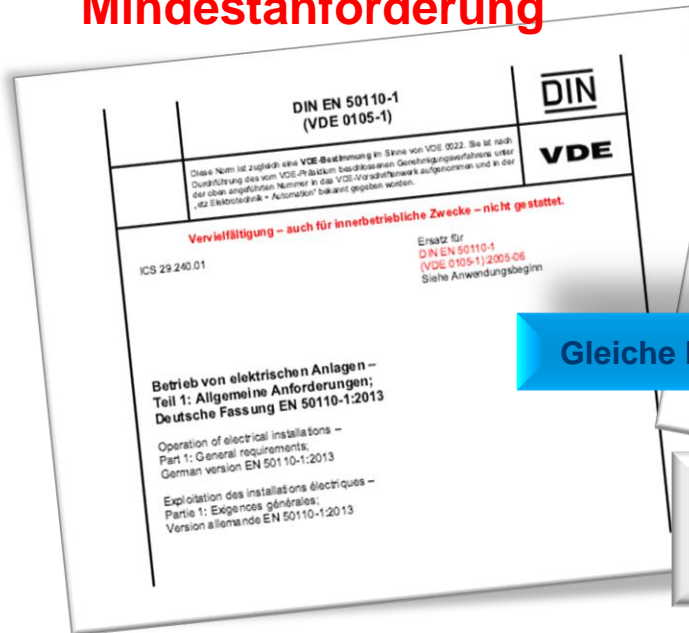 Mindestanforderung
DIN EN 50110-1
(VDE 0105-1)
DIN
VDE
Diese Norm ist zugleich eine VDE-Bestimmung im Sinne von VDE 0022. Sie ist nach
Durchführung des vom VDE-Präsidium beschlossenen Genehmigungsverfahrens unter
der oben angeführten Nummer in das VDE-Vorschriftenwerk aufgenommen und in der
„etz Elektrotechnik + Automation“ bekannt gegeben worden.
Vervielfältigung – auch für innerbetriebliche Zwecke – nicht gestattet.
ICS 29.240.01
Ersatz für
DIN EN 50110-1
(VDE 0105-1):2005-06
Siehe Anwendungsbeginn
Gleiche
Betrieb von elektrischen Anlagen –
Teil 1: Allgemeine Anforderungen;
Deutsche Fassung EN 50110-1:2013
Operation of electrical installations –
Part 1: General requirements;
German version EN 50110-1:2013
Exploitation des installations électriques –
Partie 1: Exigences générales;
Version allemande EN 50110-1:2013